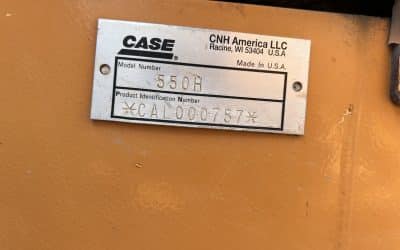 CASE
CNH America LLC
Racine, WI 53404 U.S.A
Made In U.S.A.
Model Number
550H
Product Identification Number
*CAL000757*